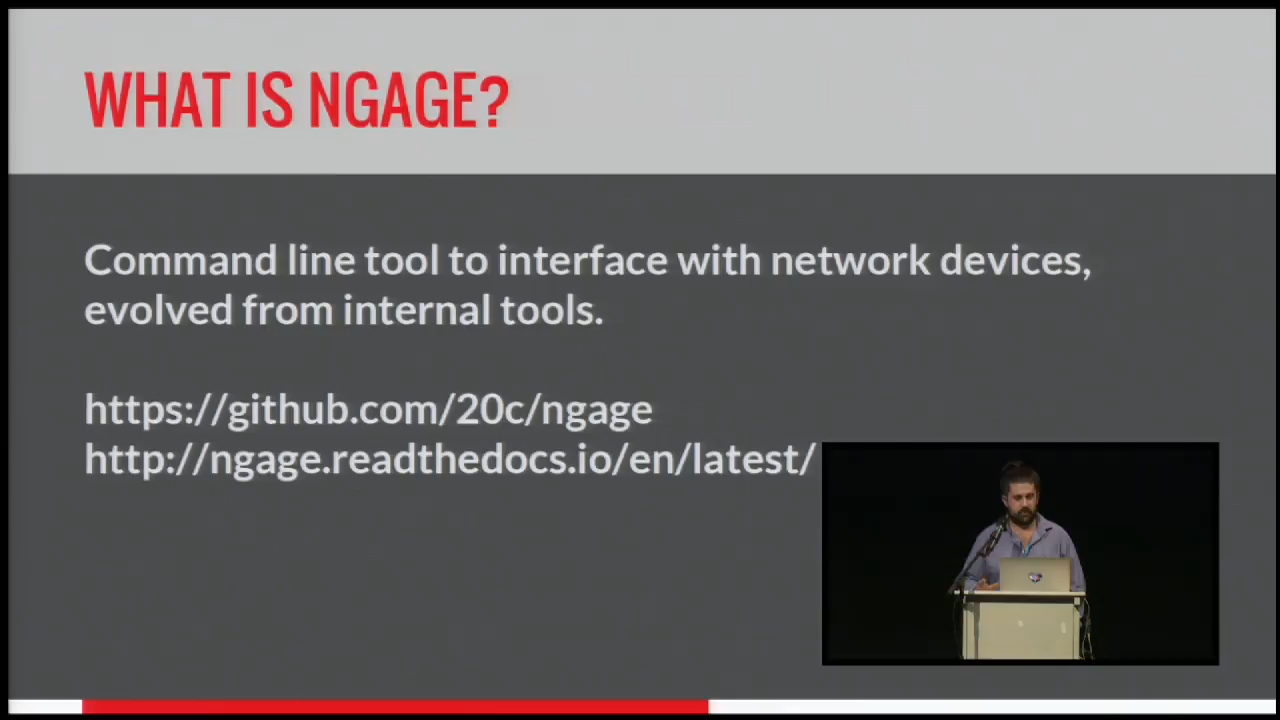 WHAT IS NGAGE?
Command line tool to interface with network devices,
evolved from internal tools.
https://github.com/20c/ngage
http://ngage.readthedocs.io/en/latest/